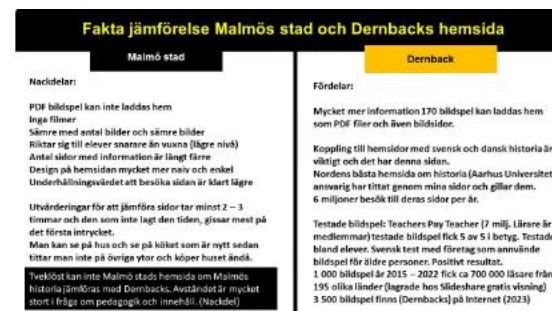 Fakta jämförelse Malmös stad och Dernbacks hemsida
Malmö stad
Nackdelar:
PDF bildspel kan inte laddas hem
Inga filmer
Sämre med antal bilder och sämre bilder
Riktar sig till elever snarare än vuxna (lägre nivå)
Antal sidor med information är långt färre
Design på hemsidan mycket mer naiv och enkel
Underhållningsvärdet att besöka sidan är klart lägre
Utvärderingar för att jämföra sidor tar minst 2 – 3
timmar och den som inte lagt den tiden, gissar mest på
det första intrycket.
Man kan se på hus och se på köket som är nytt sedan
tittar man inte på övriga ytor och köper huset ändå.
Tveklöst kan inte Malmö stads hemsida om Malmös
historia jämföras med Dernbacks. Avståndet är mycket
stort i fråga om pedagogik och innehåll. (Nackdel)
Dernback
Fördelar:
Mycket mer information 170 bildspel kan laddas hem
som PDF filer och även bildsidor.
Koppling till hemsidor med svensk och dansk historia är
viktigt och det har denna sidan.
Nordens bästa hemsida om historia (Aarhus Universitet
ansvarig har tittat genom mina sidor och gillar dem.
6 miljoner besök till deras sidor per år.
Testade bildspel: Teachers Pay Teacher (7 milj. Lärare är
medlemmar) testade bildspel fick 5 av 5 i betyg. Testade
bland elever. Svensk test med företag som använde
bildspel för äldre personer. Positivt resultat.
1 000 bildspel år 2015 – 2022 fick ca 700 000 läsare från
195 olika länder (lagrade hos Slideshare gratis visning)
3 500 bildspel finns (Dernbacks) på Internet (2023)